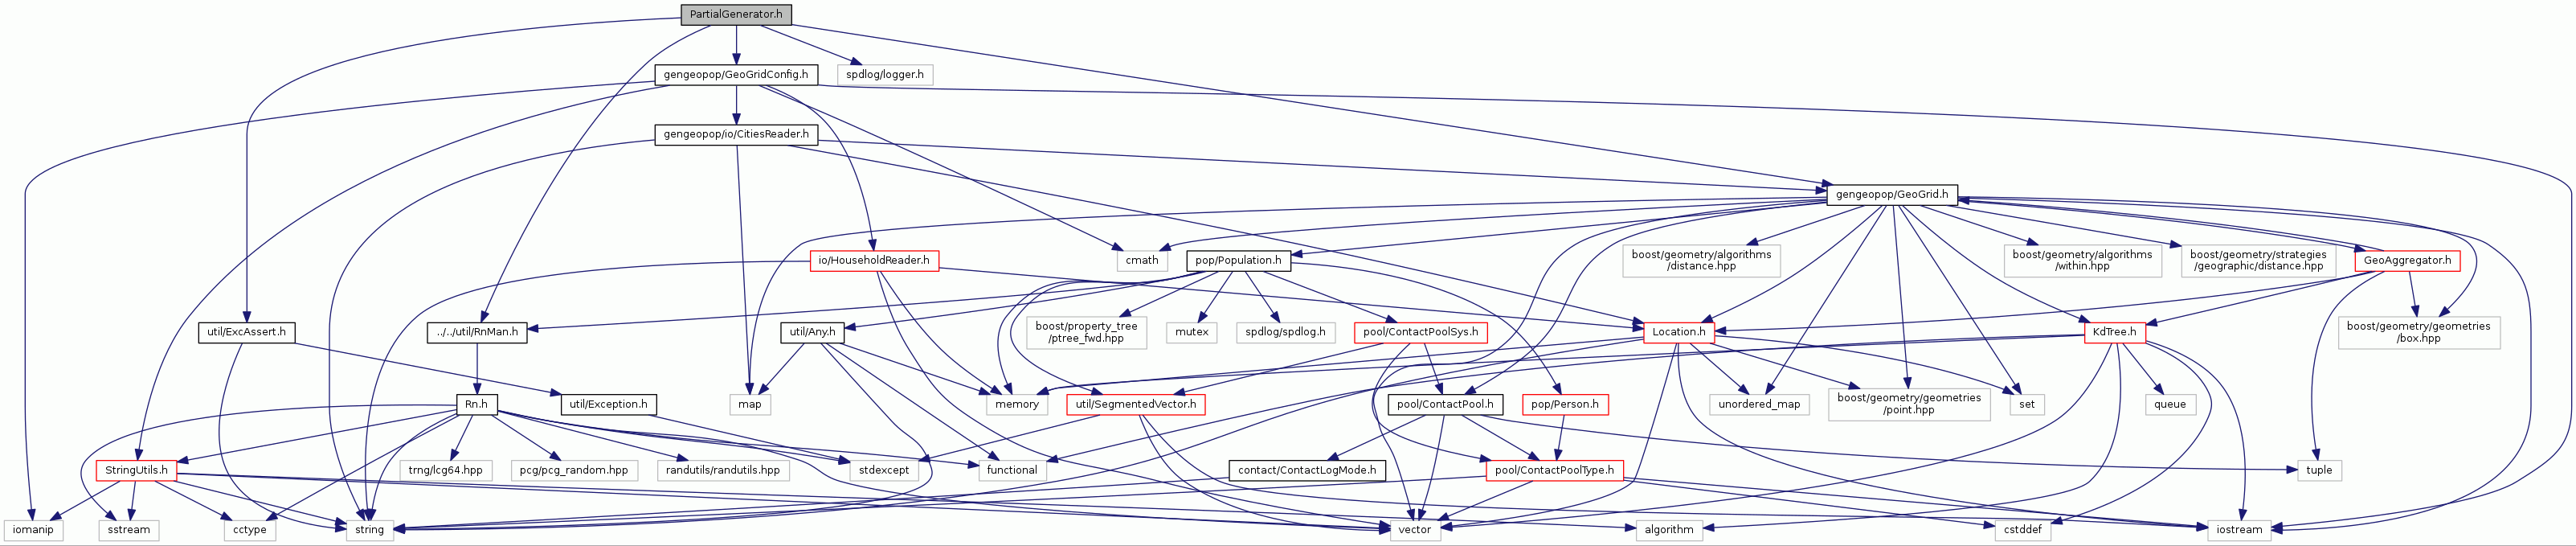 PartialGenerator.h
gengeopop/GeoGridConfig.h
spdlog/logger.h
gengeopop/io/CitiesReader.h
gengeopop/GeoGrid.h
io/HouseholdReader.h
cmath
pop/Population.h
boost/geometry/algorithms
/distance.hpp
boost/geometry/algorithms
/within.hpp
boost/geometry/strategies
/geographic/distance.hpp
GeoAggregator.h
util/ExcAssert.h
../../util/RnMan.h
util/Any.h
boost/property_tree
/ptree_fwd.hpp
mutex
spdlog/spdlog.h
pool/ContactPoolSys.h
Location.h
KdTree.h
boost/geometry/geometries
/box.hpp
Rn.h
util/Exception.h
map
memory
util/SegmentedVector.h
pool/ContactPool.h
pop/Person.h
unordered_map
boost/geometry/geometries
/point.hpp
set
queue
StringUtils.h
trng/lcg64.hpp
pcg/pcg_random.hpp
randutils/randutils.hpp
stdexcept
functional
contact/ContactLogMode.h
pool/ContactPoolType.h
tuple
iomanip
sstream
cctype
string
vector
algorithm
cstddef
iostream